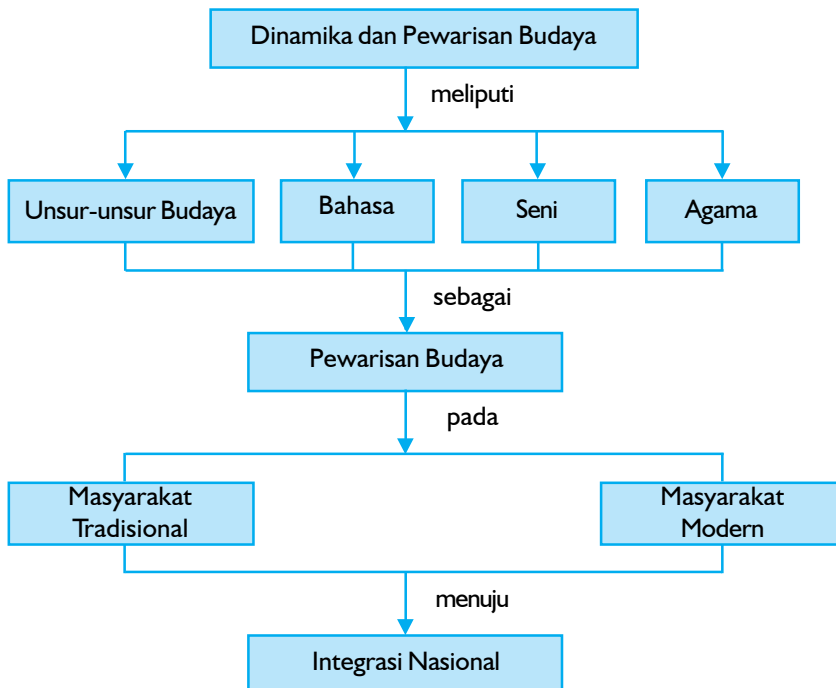 Dinamika dan Pewarisan Budaya
meliputi
Unsur-unsur Budaya
Bahasa
Seni
Agama
sebagai
Pewarisan Budaya
pada
Masyarakat
Tradisional
Masyarakat
Modern
menuju
Integrasi Nasional